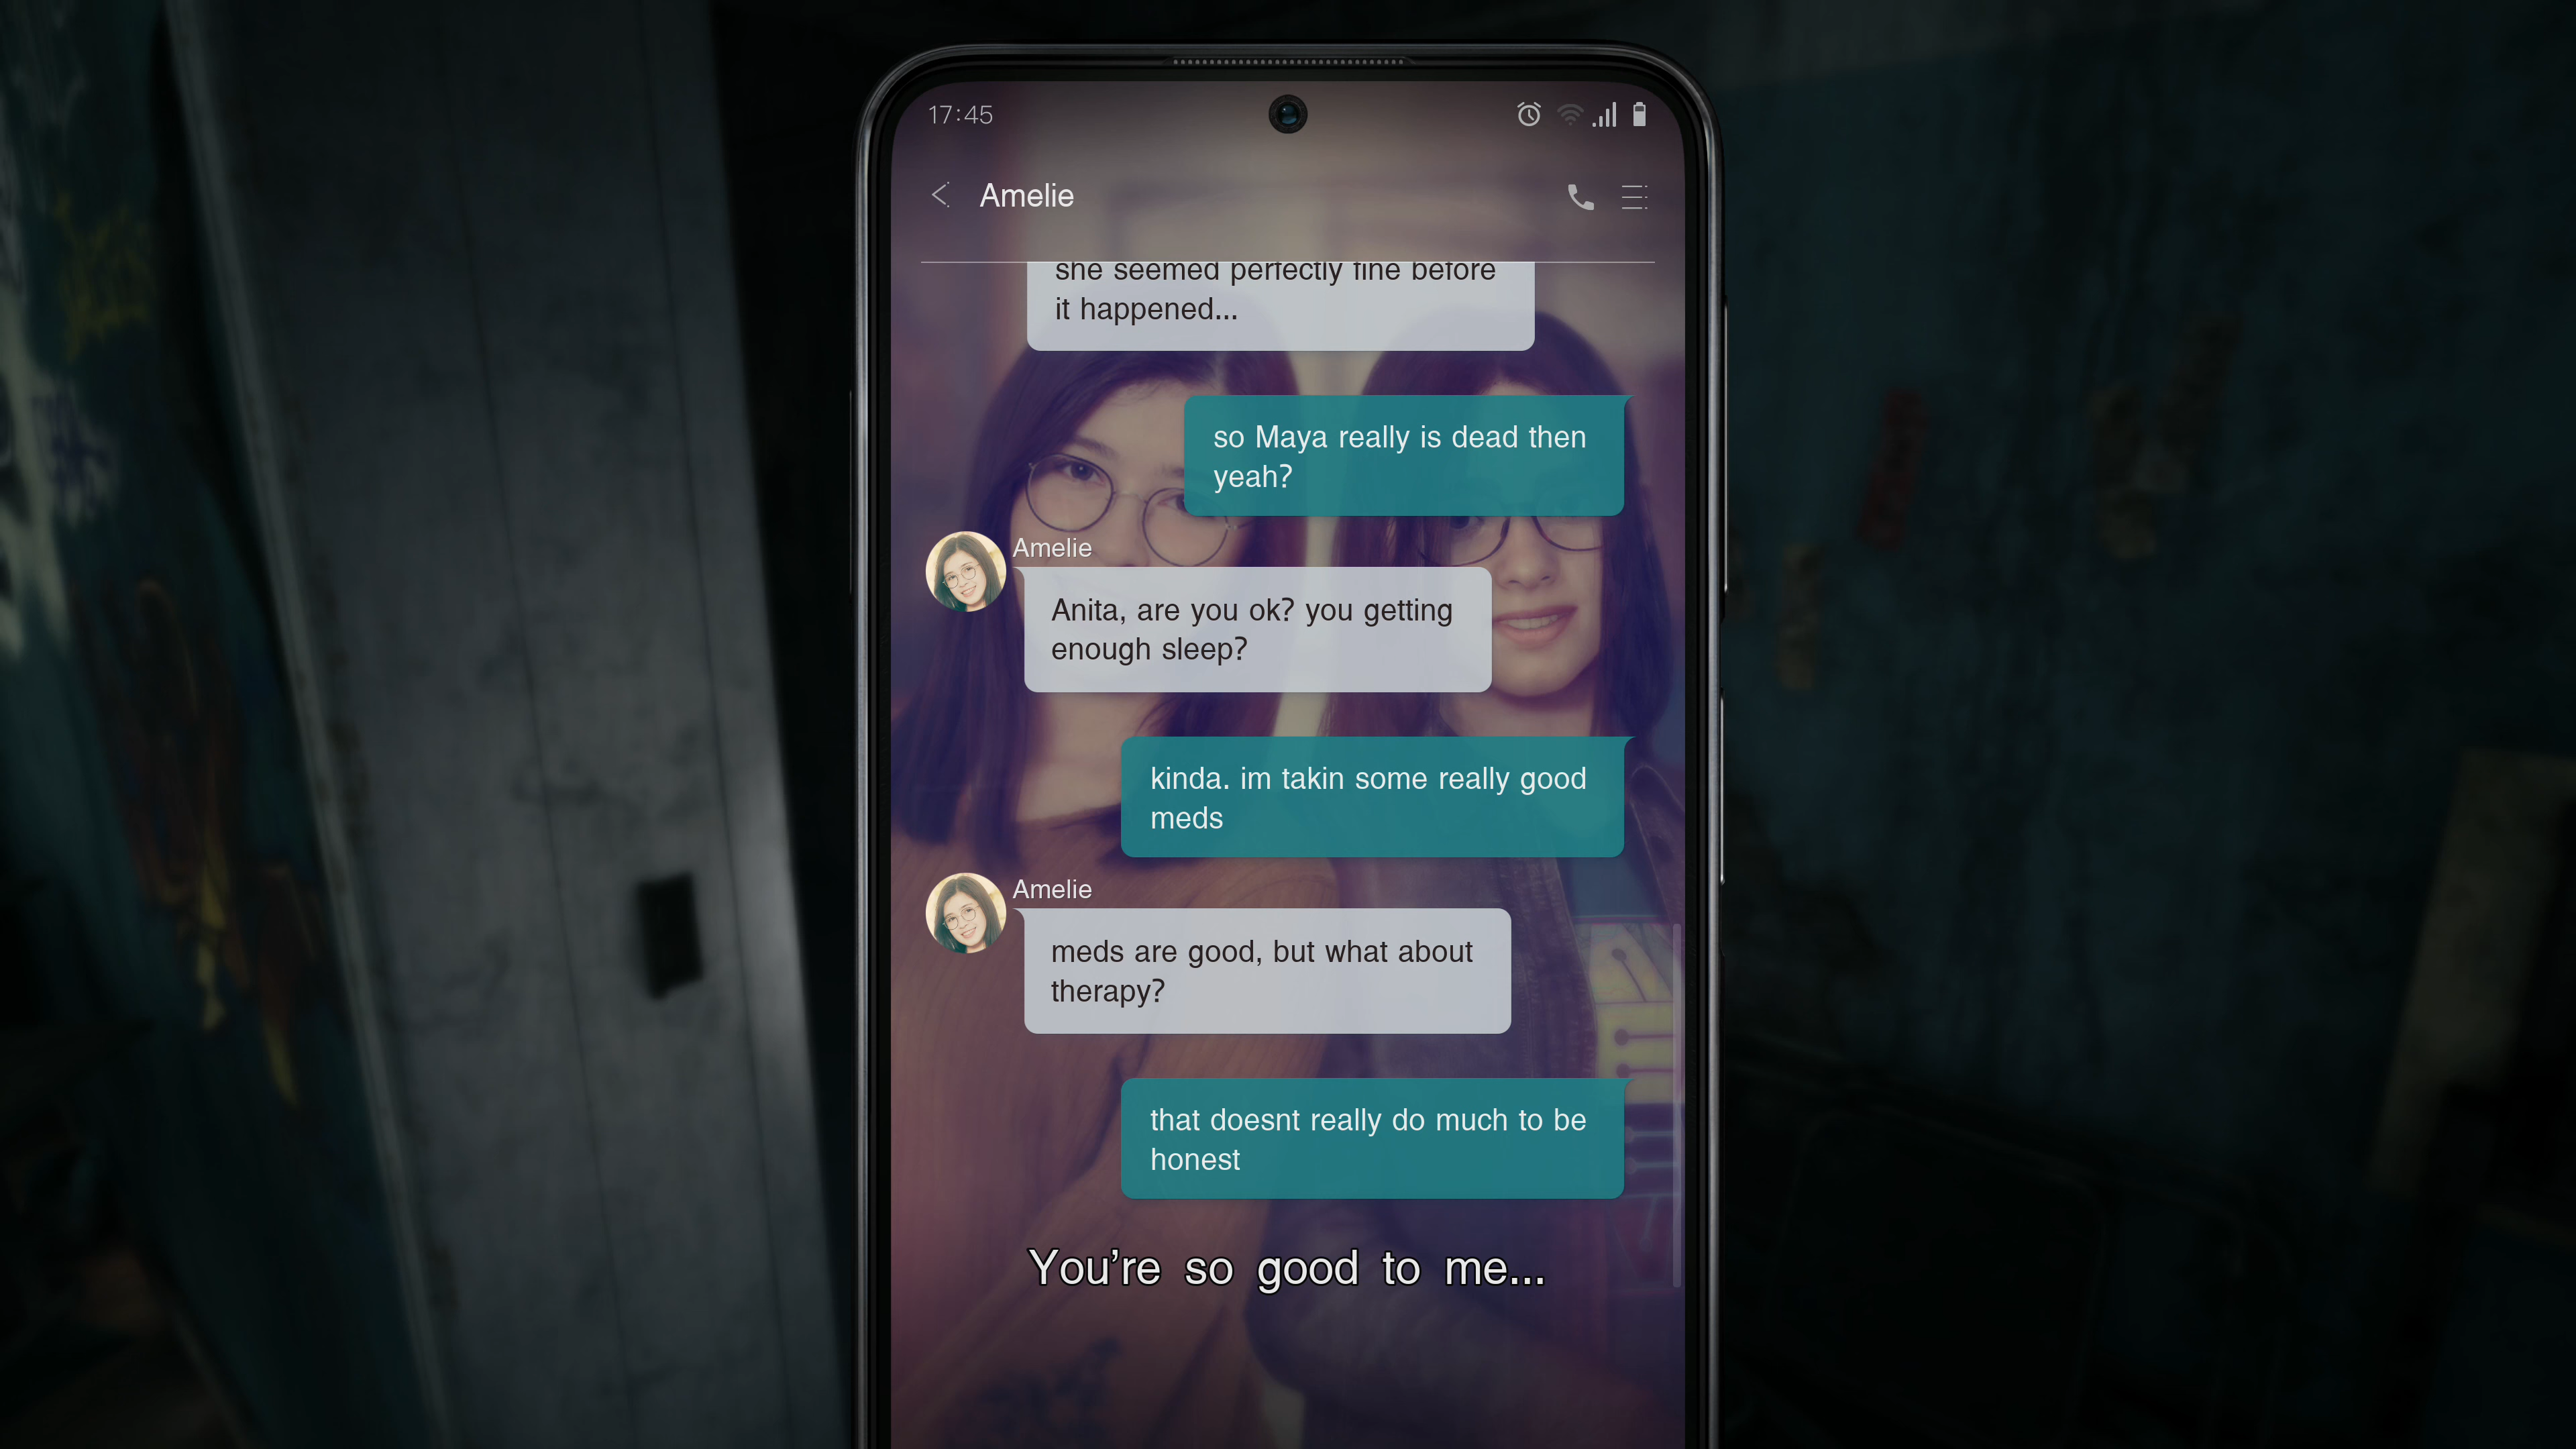 17:45
Amelie
she seemed perfectly fine before
it happened...
so Maya really is dead then
yeah?
Amelie
Anita, are you ok? you getting
enough sleep?
kinda. im takin some really good
meds
Amelie
meds are good, but what about
therapy?
that doesnt really do much to be
honest
You're so good to me...